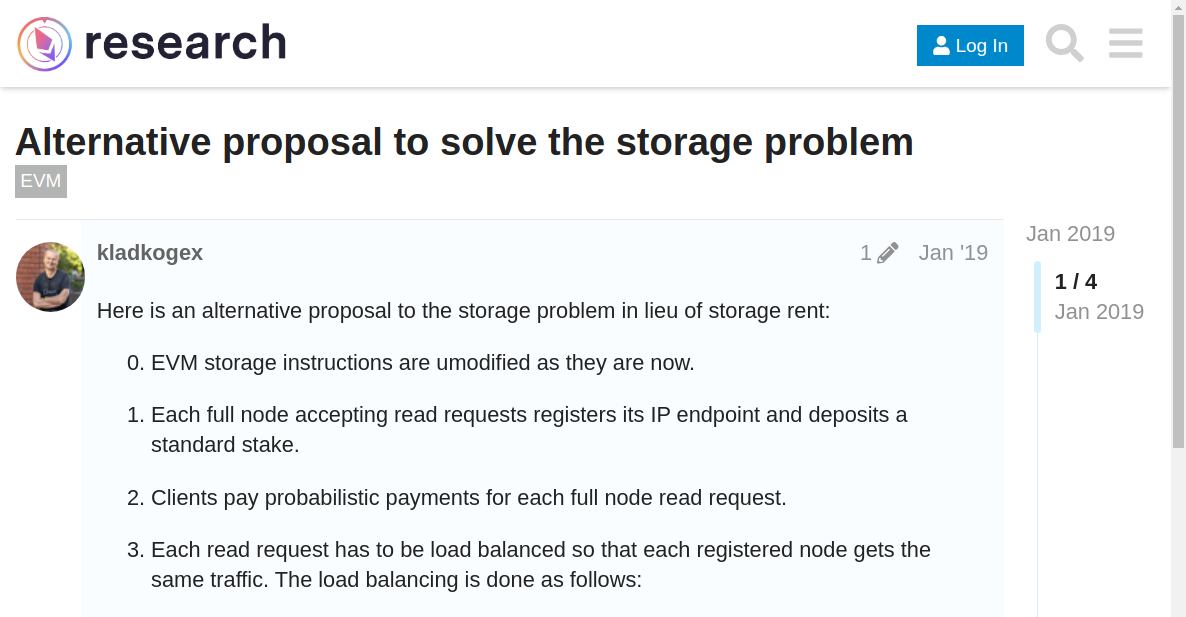 research
Log In
Alternative proposal to solve the storage problem
EVM
kladkogex
1
Jan '19
Jan 2019
1 / 4
Jan 2019
Here is an alternative proposal to the storage problem in lieu of storage rent:
0. EVM storage instructions are umodified as they are now.
1. Each full node accepting read requests registers its IP endpoint and deposits a
standard stake.
2. Clients pay probabilistic payments for each full node read request.
3. Each read request has to be load balanced so that each registered node gets the
same traffic. The load balancing is done as follows: